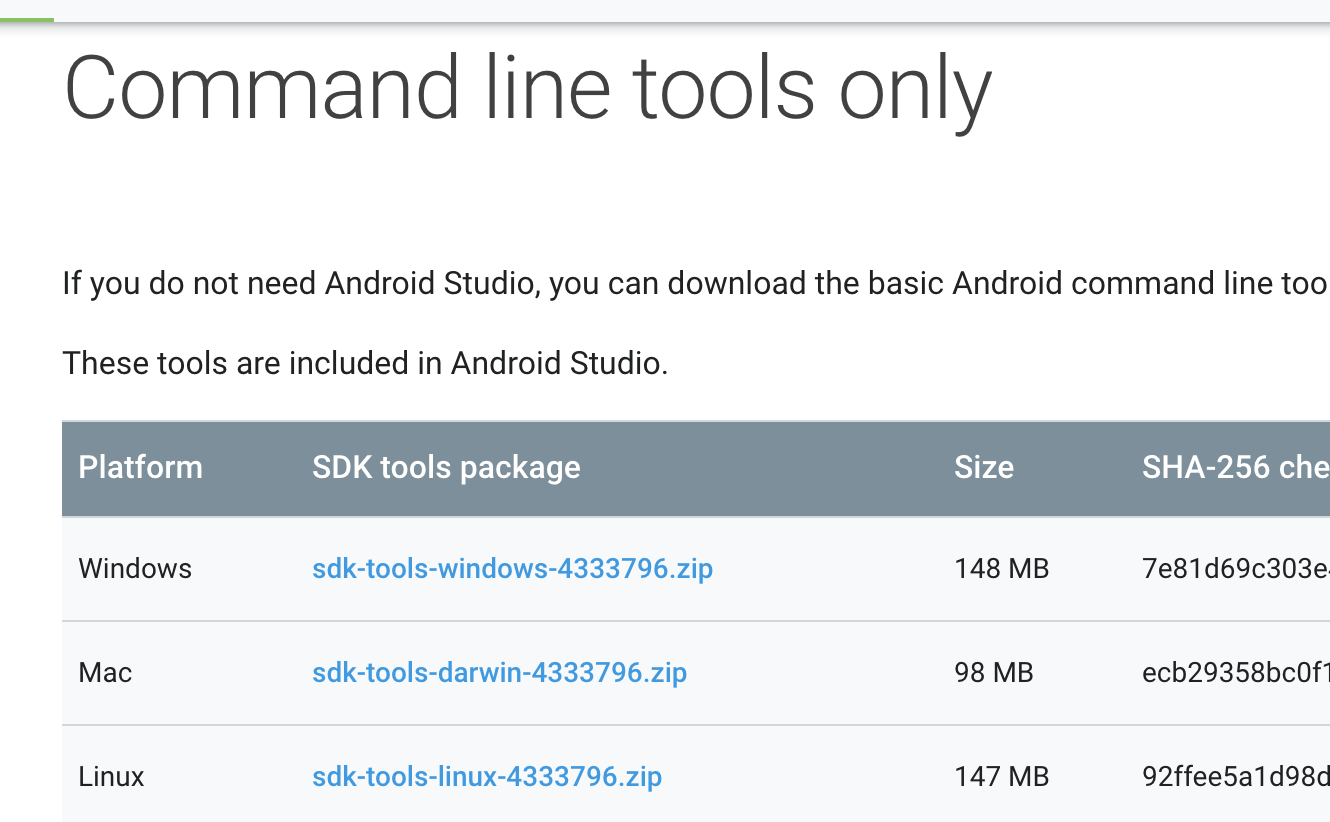 Command line tools only
If you do not need Android Studio, you can download the basic Android command line too
These tools are included in Android Studio.
Platform SDK tools package Size SHA-256 che
Windows sdk-tools-windows-4333796.zip 148 MB 7e81d69c303e
Mac sdk-tools-darwin-4333796.zip 98 MB ecb29358bc0f1
Linux sdk-tools-linux-4333796.zip 147 MB 92ffee5a1d98d